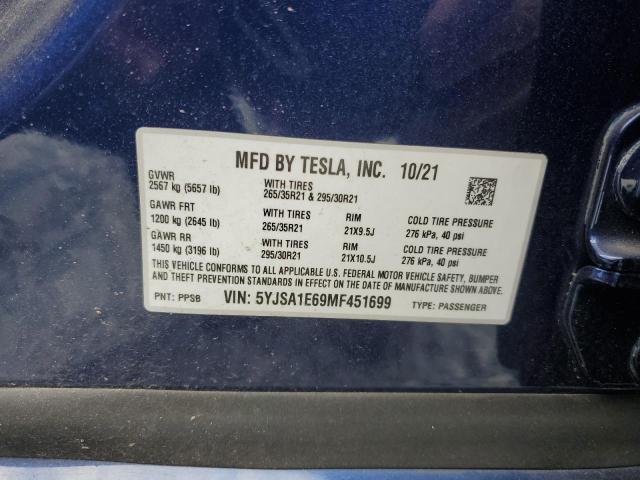 MFD BY TESLA, INC. 10/21
GVWR
2567 kg (5657 lb)
WITH TIRES
265/35R21 & 295/30R21
GAWR FRT
1200 kg (2645 lb)
WITH TIRES
265/35R21
RIM
21X9.5J
COLD TIRE PRESSURE
276 kPa, 40 psi
GAWR RR
1450 kg (3196 lb)
WITH TIRES
295/30R21
RIM
21X10.5J
COLD TIRE PRESSURE
276 kPa, 40 psi
THIS VEHICLE CONFORMS TO ALL APPLICABLE U.S. FEDERAL MOTOR VEHICLE SAFETY, BUMPER
AND THEFT PREVENTION STANDARDS IN EFFECT ON THE DATE OF MANUFACTURE SHOWN ABOVE.
PNT: PPSB VIN: 5YJSA1E69MF451699 TYPE: PASSENGER